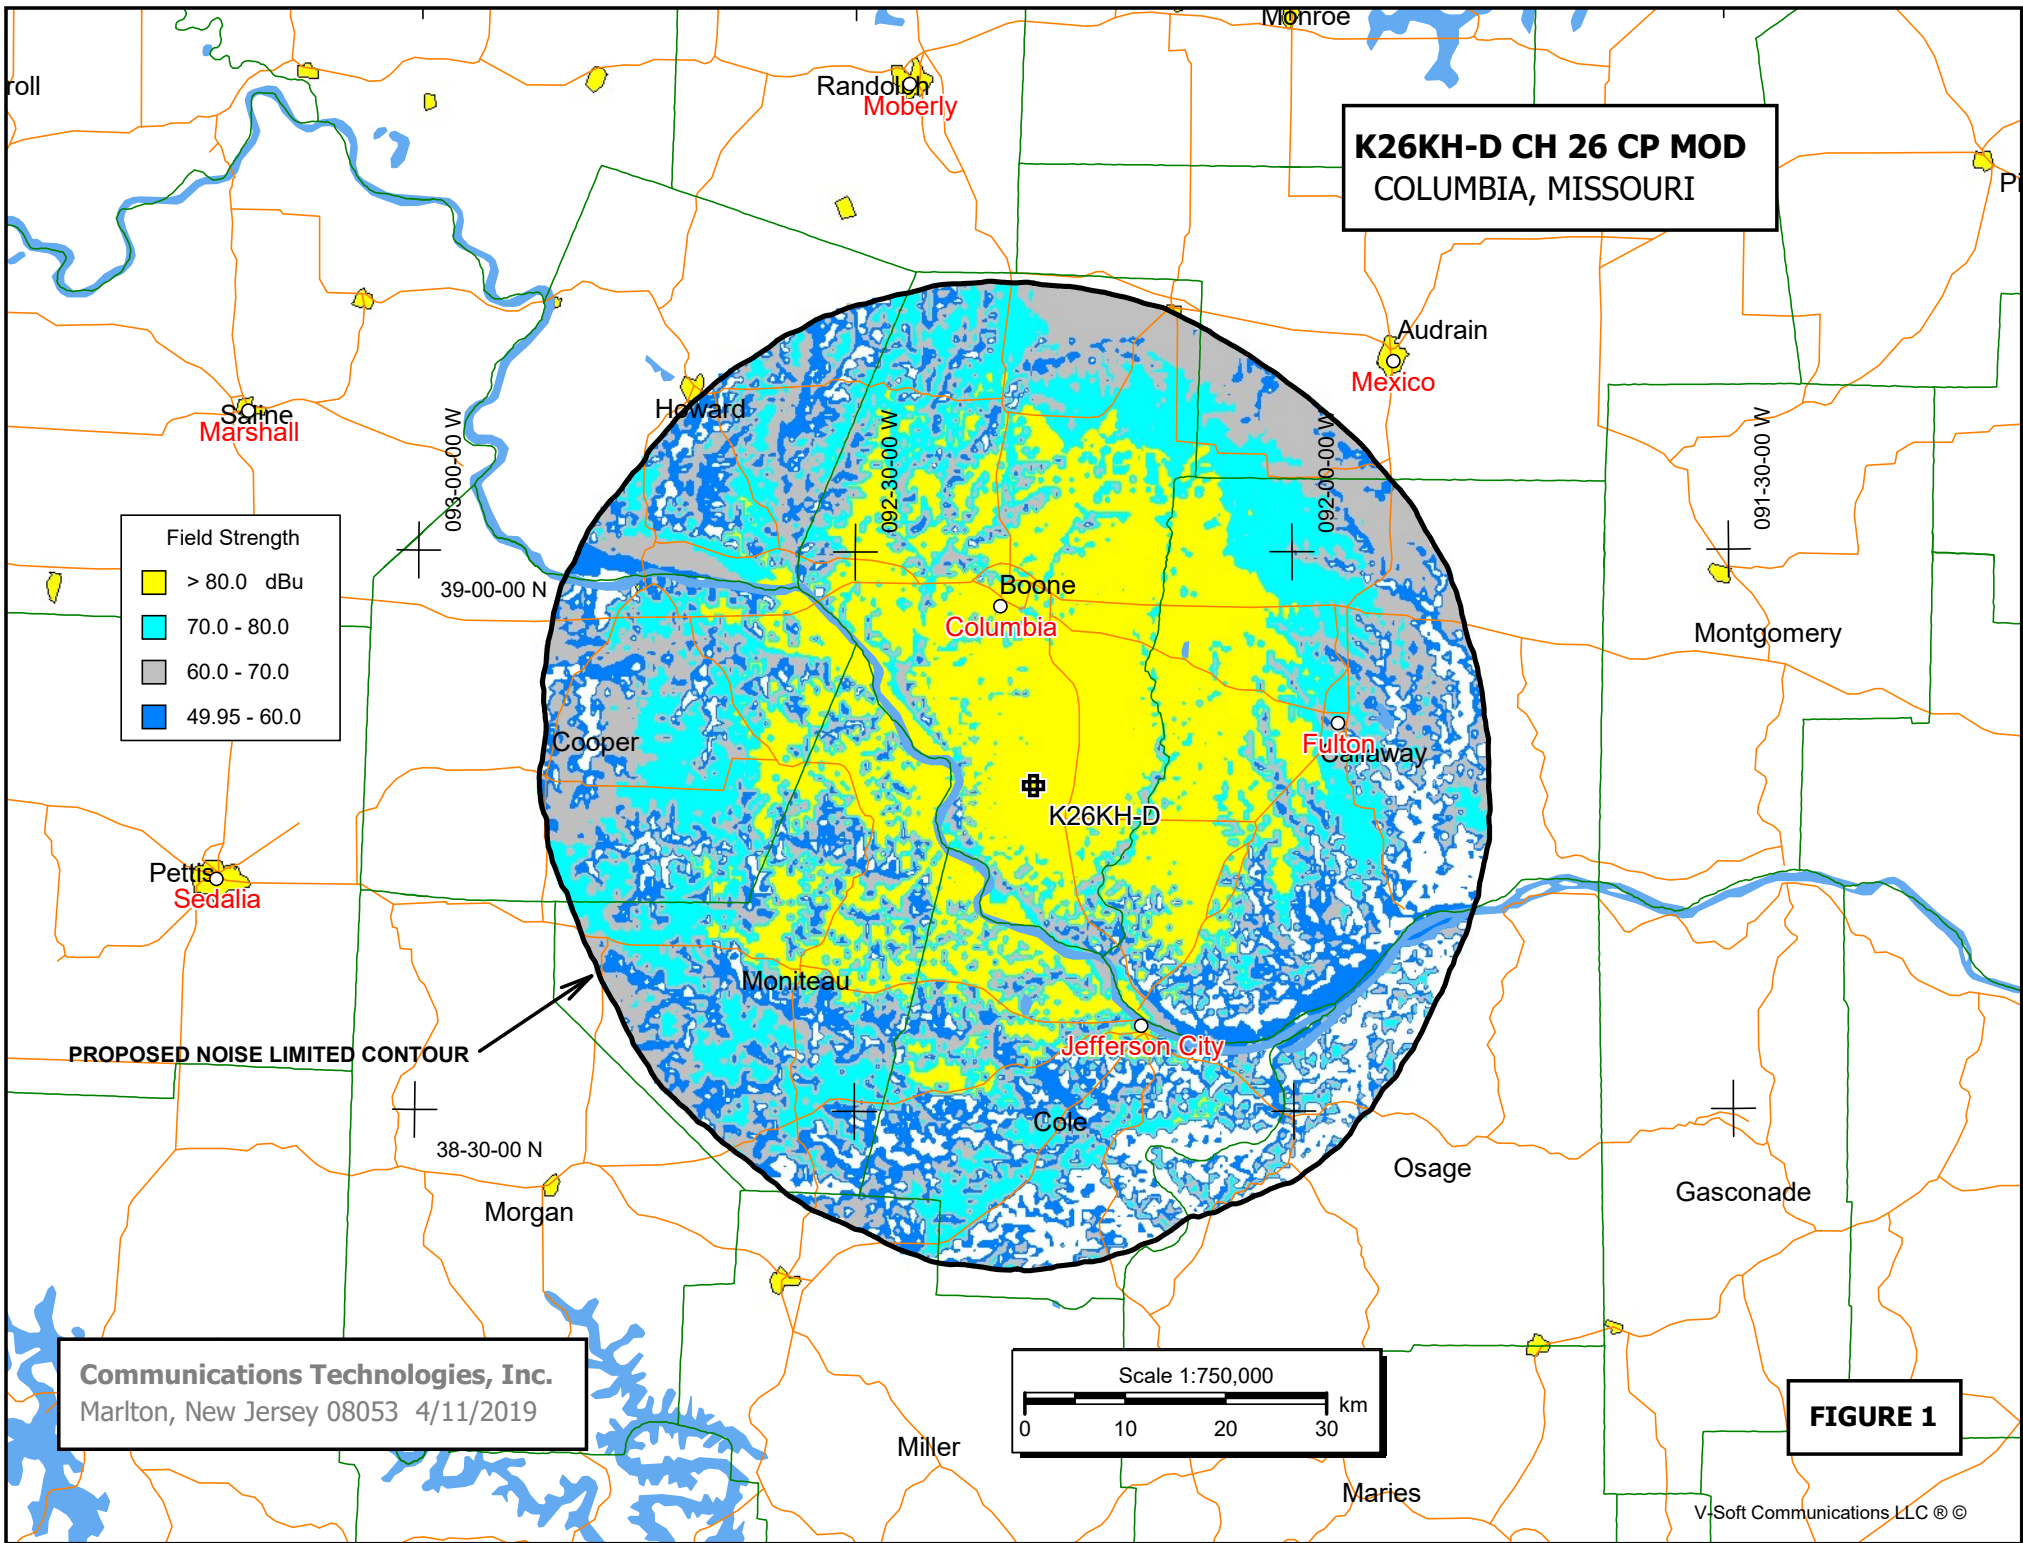 Monroe
roll
Randolph
Moberly
K26KH-D CH 26 CP MOD
COLUMBIA, MISSOURI
Pi
Audrain
Mexico
Howard
Saline
Marshall
093-00-00 W
092-30-00 W
092-00-00 W
091-30-00 W
Field Strength
> 80.0 dBu
70.0 - 80.0
60.0 - 70.0
49.95 - 60.0
39-00-00 N
Boone
Columbia
Montgomery
Cooper
Fulton
Callaway
K26KH-D
Pettis
Sedalia
Moniteau
PROPOSED NOISE LIMITED CONTOUR
Jefferson City
Cole
38-30-00 N
Osage
Gasconade
Morgan
Communications Technologies, Inc.
Marlton, New Jersey 08053 4/11/2019
Scale 1:750,000
km
0 10 20 30
FIGURE 1
Miller
Maries
V-Soft Communications LLC ® ©